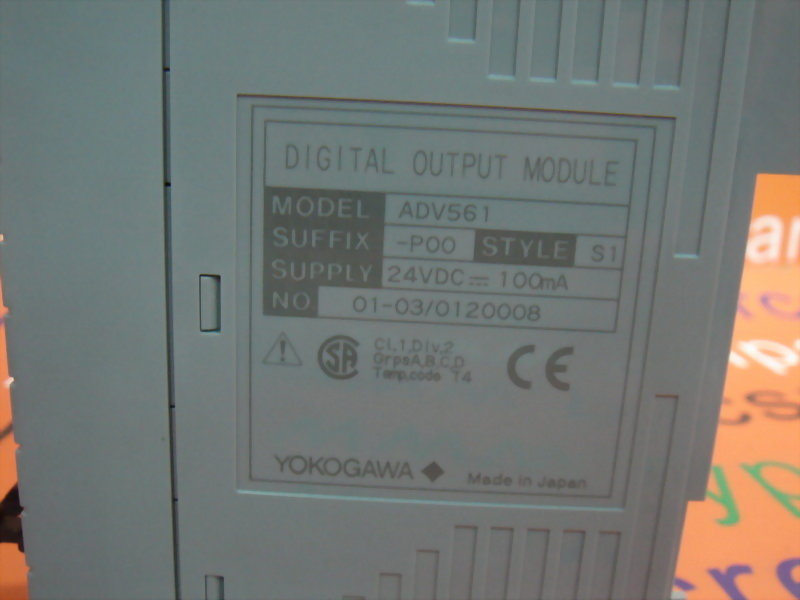 DIGITAL OUTPUT MODULE
MODEL ADV561
SUFFIX -P00 STYLE S1
SUPPLY 24VDC ⎓ 100mA
NO 01-03/0120008
CL.1,Div.2
GrpsA,B,C,D
Temp.code T4
CE
YOKOGAWA ◆ Made in Japan